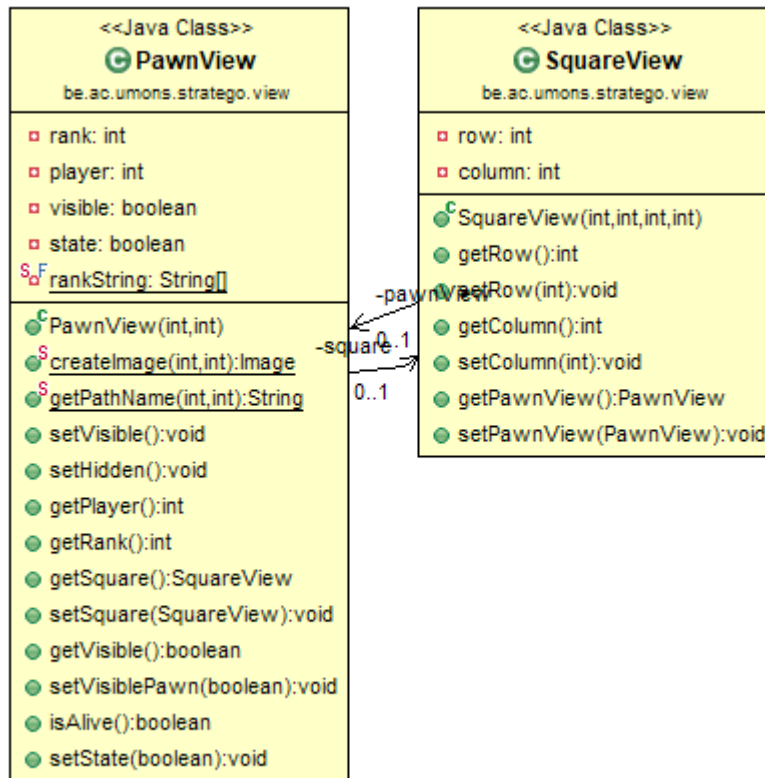 <<Java Class>>
PawnView
be.ac.umons.stratego.view
rank: int
player: int
visible: boolean
state: boolean
S F rankString: String[]
C PawnView(int,int)
S createImage(int,int):Image
S getPathName(int,int):String
setVisible():void
setHidden():void
getPlayer():int
getRank():int
getSquare():SquareView
setSquare(SquareView):void
getVisible():boolean
setVisiblePawn(boolean):void
isAlive():boolean
setState(boolean):void
-pawnView
0..1
-square
0..1
<<Java Class>>
SquareView
be.ac.umons.stratego.view
row: int
column: int
C SquareView(int,int,int,int)
getRow():int
setRow(int):void
getColumn():int
setColumn(int):void
getPawnView():PawnView
setPawnView(PawnView):void